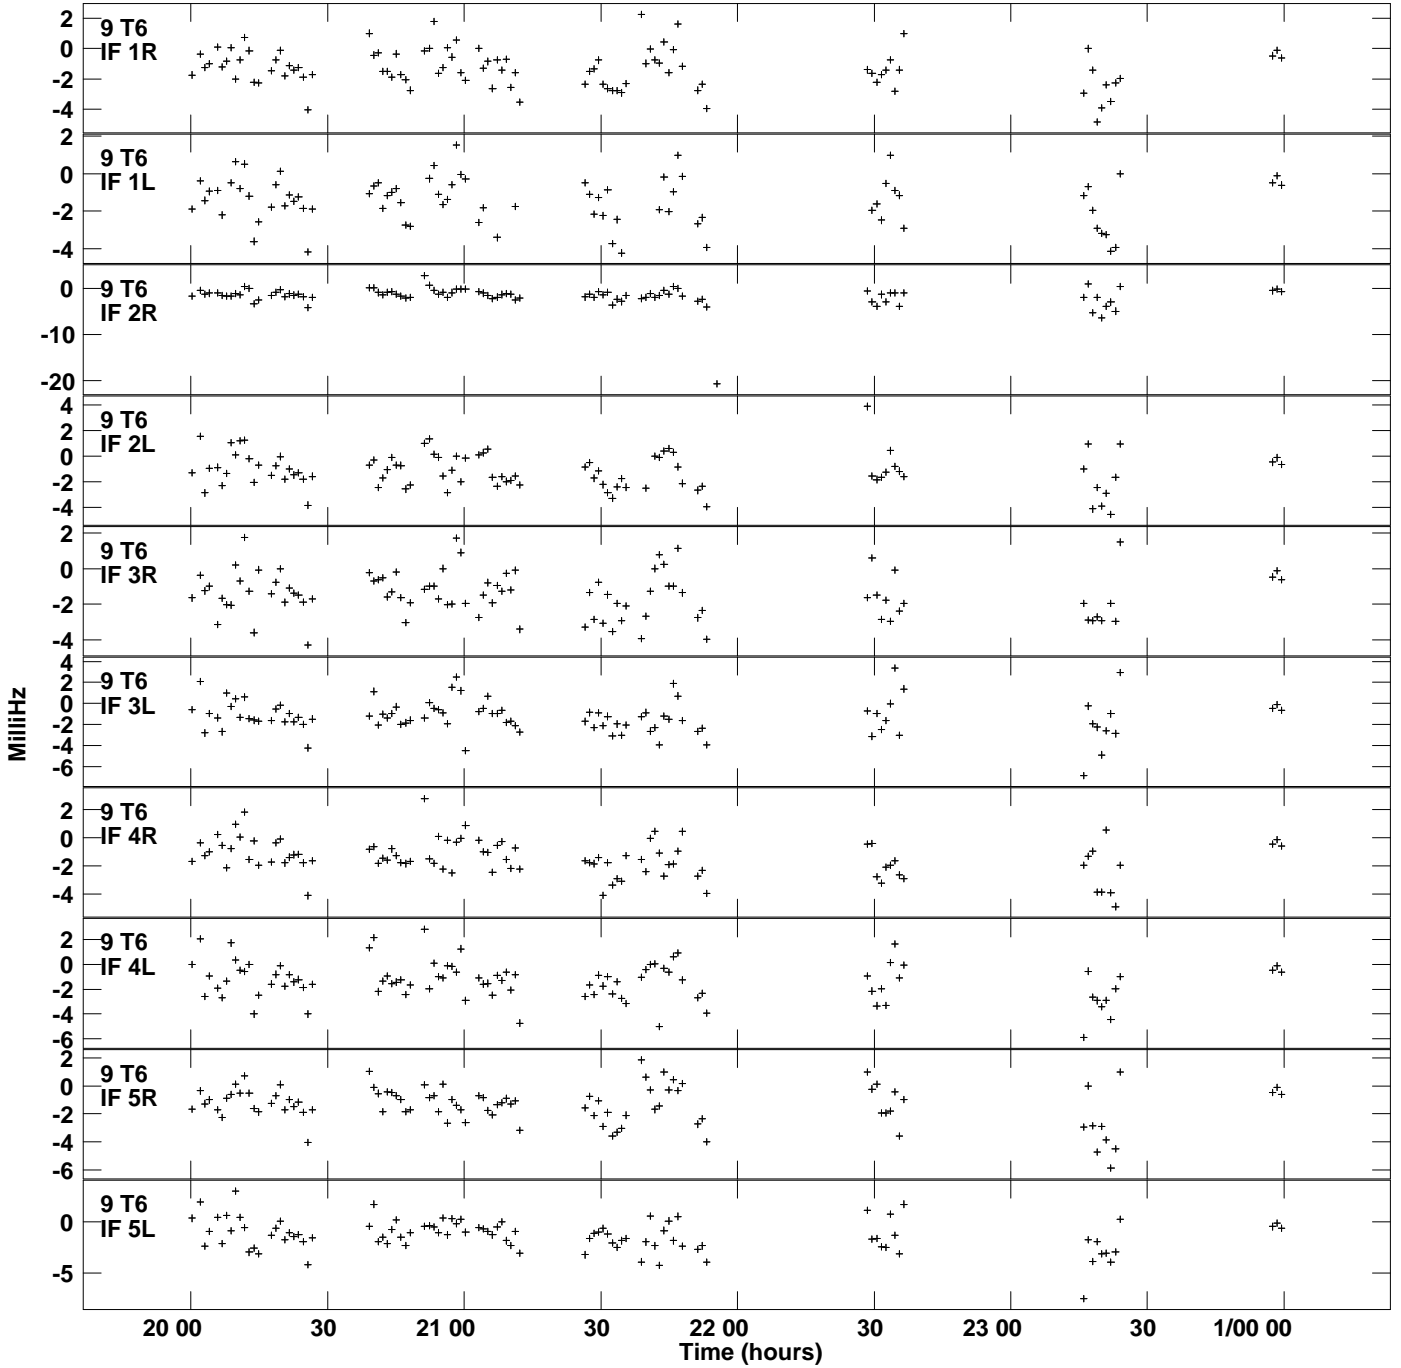 2
9 T6
0
IF 1R
-2
-4
2
9 T6
0
IF 1L
-2
-4
0
9 T6
IF 2R
-10
-20
4
9 T6
2
IF 2L
0
-2
-4
2
9 T6
0
IF 3R
-2
-4
4
9 T6
2
0
IF 3L
-2
-4
-6
2
9 T6
0
IF 4R
-2
-4
2
9 T6
0
IF 4L
-2
-4
-6
2
9 T6
0
IF 5R
-2
-4
-6
9 T6
0
IF 5L
-5
MilliHz
20 00 30 21 00 30 22 00 30 23 00 30 1/00 00
Time (hours)